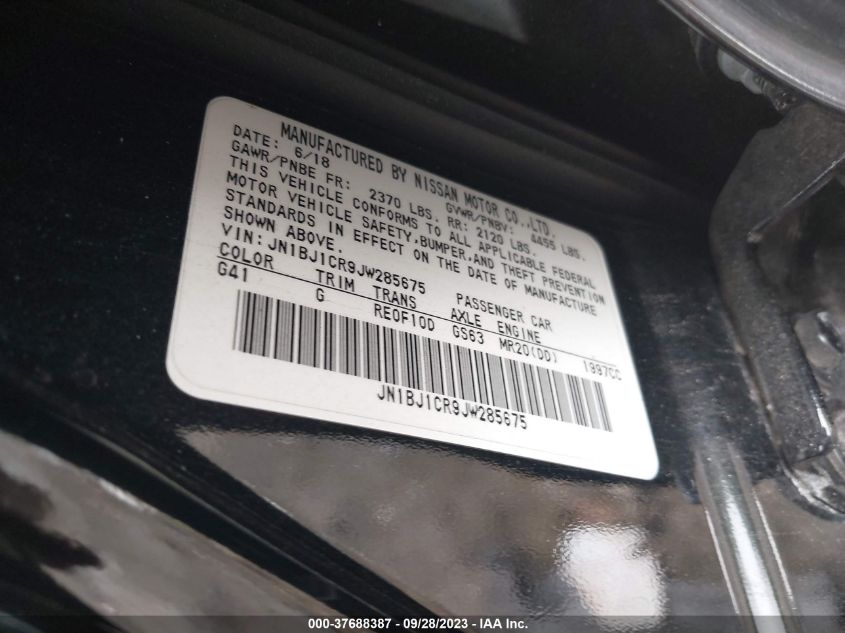 MANUFACTURED BY NISSAN MOTOR CO.,LTD.
DATE: 6/18 GVWR/PNBV: 4455 LBS.
GAWR/PNBE FR: 2370 LBS. RR: 2120 LBS.
THIS VEHICLE CONFORMS TO ALL APPLICABLE FEDERAL
MOTOR VEHICLE SAFETY,BUMPER,AND THEFT PREVENTION
STANDARDS IN EFFECT ON THE DATE OF MANUFACTURE
SHOWN ABOVE.
VIN:JN1BJ1CR9JW285675 PASSENGER CAR
COLOR TRIM TRANS AXLE ENGINE
G41 G RE0F10D GS63 MR20(DD) 1997CC
JN1BJ1CR9JW285675
000-37688387 - 09/28/2023 - IAA Inc.